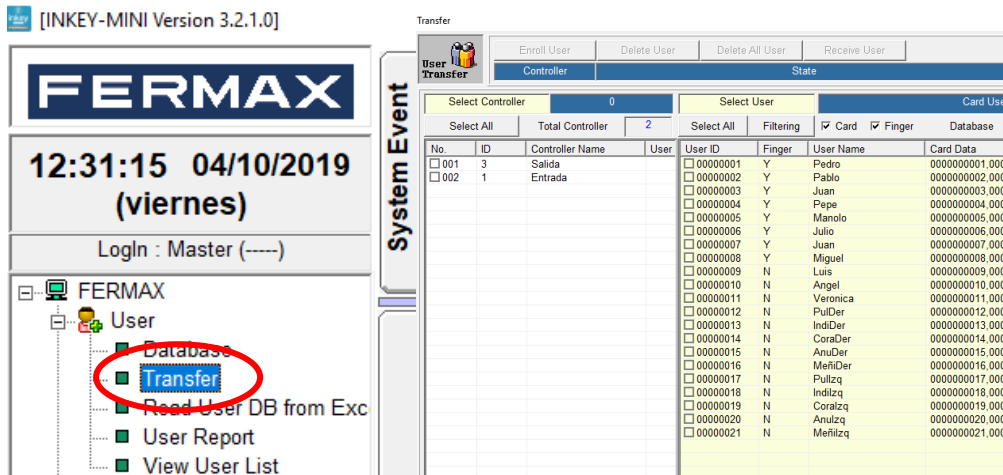 [INKEY-MINI Version 3.2.1.0]
FERMAX
12:31:15 04/10/2019
(viernes)
LogIn : Master (-----)
FERMAX
User
Database
Transfer
Read User DB from Exc
User Report
View User List
System Event
Transfer
User Transfer
Enroll User Delete User Delete All User Receive User
Controller State
Select Controller 0 Select User Card Use
Select All Total Controller 2 Select All Filtering Card Finger Database
No. ID Controller Name User User ID Finger User Name Card Data
001 3 Salida 00000001 Y Pedro 0000000001,000
002 1 Entrada 00000002 Y Pablo 0000000002,000
00000003 Y Juan 0000000003,000
00000004 Y Pepe 0000000004,000
00000005 Y Manolo 0000000005,000
00000006 Y Julio 0000000006,000
00000007 Y Juan 0000000007,000
00000008 Y Miguel 0000000008,000
00000009 N Luis 0000000009,000
00000010 N Angel 0000000010,000
00000011 N Veronica 0000000011,000
00000012 N PulDer 0000000012,000
00000013 N IndiDer 0000000013,000
00000014 N CoraDer 0000000014,000
00000015 N AnuDer 0000000015,000
00000016 N MeñiDer 0000000016,000
00000017 N PulIzq 0000000017,000
00000018 N IndiIzq 0000000018,000
00000019 N CoraIzq 0000000019,000
00000020 N AnuIzq 0000000020,000
00000021 N MeñiIzq 0000000021,000